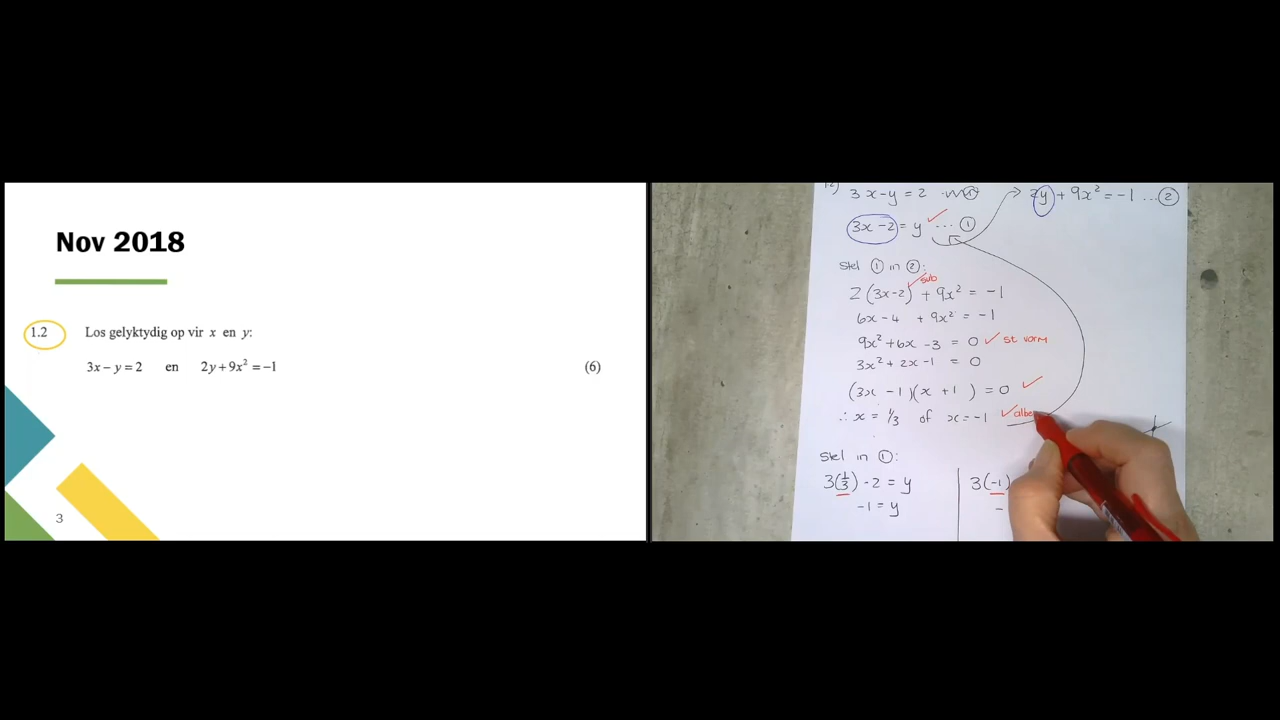 Nov 2018
1.2 Los gelyktydig op vir x en y:
3x − y = 2 en 2y + 9x² = −1 (6)
3
3x − y = 2
2y + 9x² = −1 ...②
3x − 2 = y ✓ ... ①
Stel ① in ②:
2(3x−2) ✓sub + 9x² = −1
6x − 4 + 9x² = −1
9x² + 6x − 3 = 0 ✓ st vorm
3x² + 2x − 1 = 0
(3x − 1)(x + 1) = 0 ✓
∴ x = 1/3 of x = −1 ✓
Stel in ①:
3(1/3) − 2 = y
−1 = y
3(−1)
−